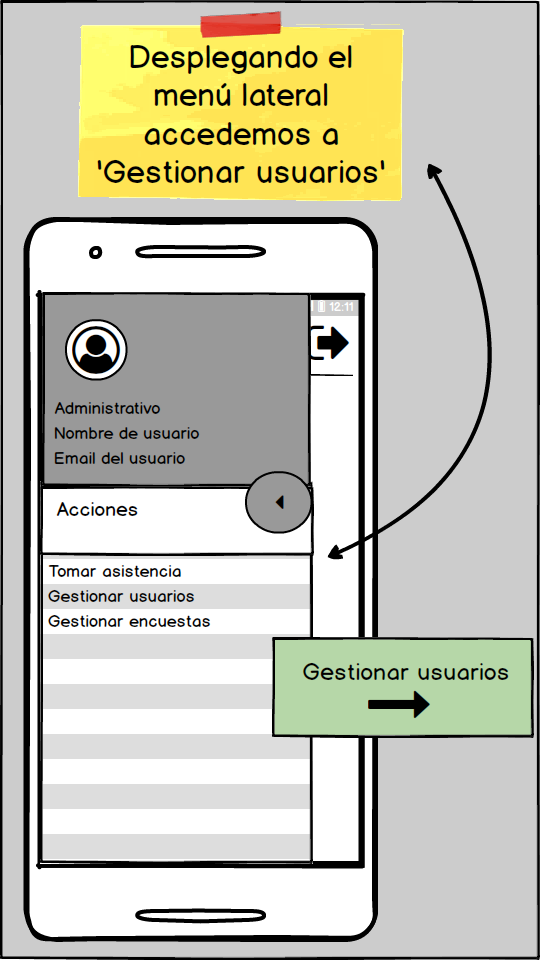 Desplegando el
menú lateral
accedemos a
'Gestionar usuarios'
12:11
Administrativo
Nombre de usuario
Email del usuario
Acciones
Tomar asistencia
Gestionar usuarios
Gestionar encuestas
Gestionar usuarios